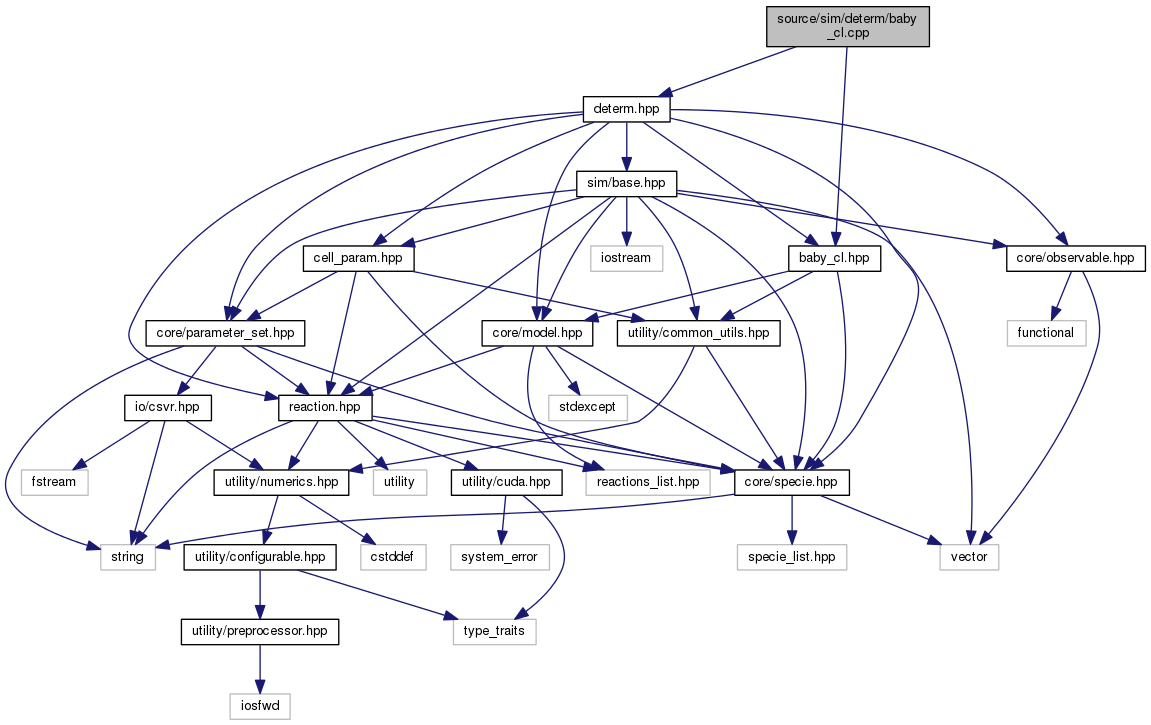 source/sim/determ/baby
_cl.cpp
determ.hpp
sim/base.hpp
cell_param.hpp
iostream
baby_cl.hpp
core/observable.hpp
core/parameter_set.hpp
core/model.hpp
utility/common_utils.hpp
functional
io/csvr.hpp
reaction.hpp
stdexcept
fstream
utility/numerics.hpp
utility
utility/cuda.hpp
reactions_list.hpp
core/specie.hpp
string
utility/configurable.hpp
cstddef
system_error
specie_list.hpp
vector
utility/preprocessor.hpp
type_traits
iosfwd